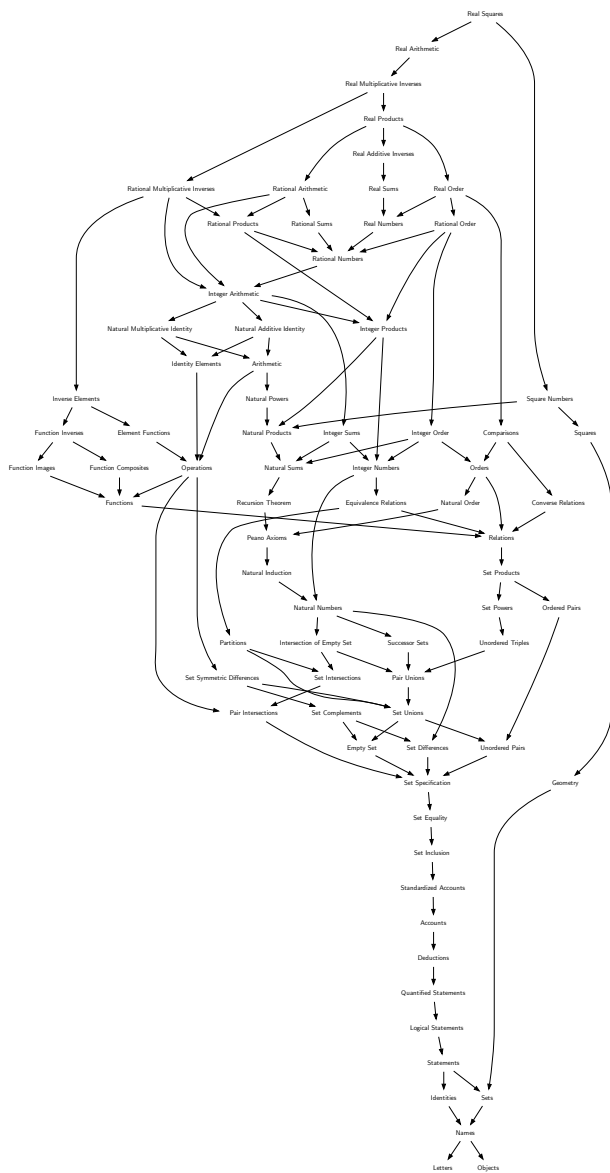 Real Squares
Real Arithmetic
Real Multiplicative Inverses
Real Products
Real Additive Inverses
Rational Multiplicative Inverses Rational Arithmetic Real Sums Real Order
Rational Products Rational Sums Real Numbers Rational Order
Rational Numbers
Integer Arithmetic
Natural Multiplicative Identity Natural Additive Identity Integer Products
Identity Elements Arithmetic
Inverse Elements Natural Powers Square Numbers
Function Inverses Element Functions Natural Products Integer Sums Integer Order Comparisons Squares
Function Images Function Composites Operations Natural Sums Integer Numbers Orders
Functions Recursion Theorem Equivalence Relations Natural Order Converse Relations
Peano Axioms Relations
Natural Induction Set Products
Natural Numbers Set Powers Ordered Pairs
Partitions Intersection of Empty Set Successor Sets Unordered Triples
Set Symmetric Differences Set Intersections Pair Unions
Pair Intersections Set Complements Set Unions
Empty Set Set Differences Unordered Pairs
Set Specification Geometry
Set Equality
Set Inclusion
Standardized Accounts
Accounts
Deductions
Quantified Statements
Logical Statements
Statements
Identities Sets
Names
Letters Objects